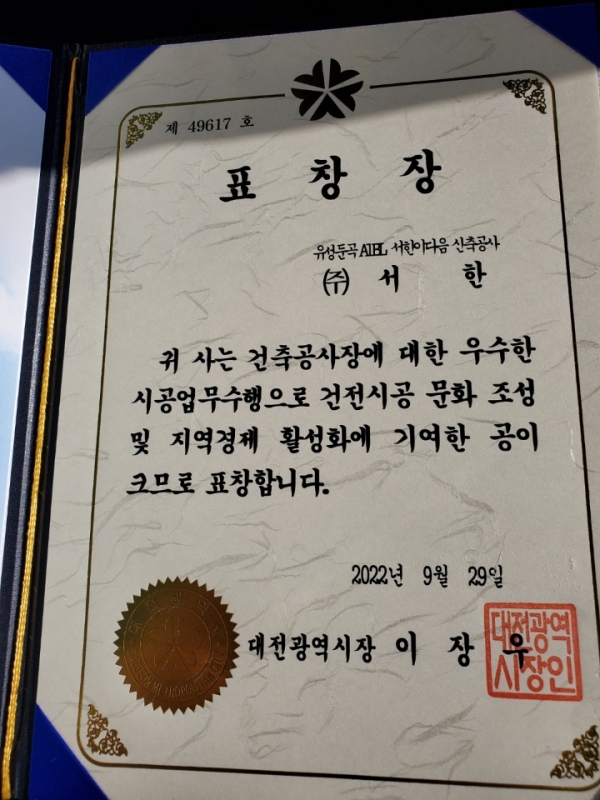 제 49617 호
표 창 장
유성둔곡 A1BL 서한이다음 신축공사
㈜ 서 한
귀 사는 건축공사장에 대한 우수한
시공업무수행으로 건전시공 문화 조성
및 지역경제 활성화에 기여한 공이
크므로 표창합니다.
2022년 9월 29일
대전광역시장 이 장 우
대전광역
시장인